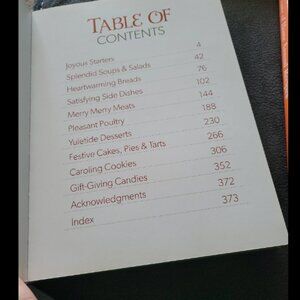 TABLE OF
CONTENTS
Joyous Starters 4
Splendid Soups & Salads 42
Heartwarming Breads 76
Satisfying Side Dishes 102
Merry Merry Meats 144
Pleasant Poultry 188
Yuletide Desserts 230
Festive Cakes, Pies & Tarts 266
Caroling Cookies 306
Gift-Giving Candies 352
Acknowledgments 372
Index 373